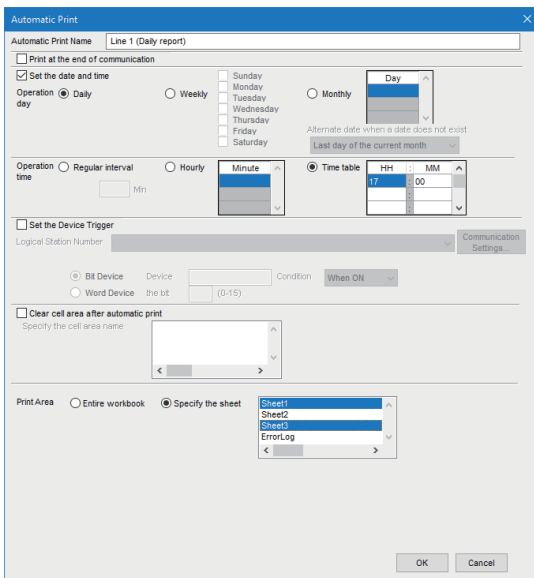 Automatic Print
Automatic Print Name Line 1 (Daily report)
Print at the end of communication
Set the date and time
Operation day
Daily
Weekly
Sunday
Monday
Tuesday
Wednesday
Thursday
Friday
Saturday
Monthly
Day
Alternate date when a date does not exist
Last day of the current month
Operation time
Regular interval
Min
Hourly
Minute
Time table
HH : MM
17 : 00
:
:
Set the Device Trigger
Logical Station Number
Communication Settings...
Bit Device Device Condition When ON
Word Device the bit (0-15)
Clear cell area after automatic print
Specify the cell area name
Print Area Entire workbook Specify the sheet
Sheet1
Sheet2
Sheet3
ErrorLog
OK Cancel